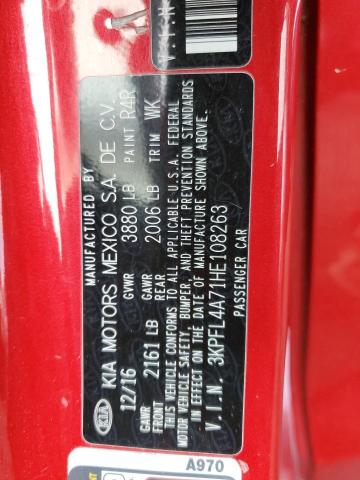 MANUFACTURED BY
KIA KIA MOTORS MEXICO S.A. DE C.V.
12/16 GVWR 3880 LB PAINT R4R
GAWR FRONT 2161 LB GAWR REAR 2006 LB TRIM WK
THIS VEHICLE CONFORMS TO ALL APPLICABLE U.S.A. FEDERAL
MOTOR VEHICLE SAFETY, BUMPER, AND THEFT PREVENTION STANDARDS
IN EFFECT ON THE DATE OF MANUFACTURE SHOWN ABOVE.
V.I.N. 3KPFL4A71HE108263
PASSENGER CAR
V.I.N
A970